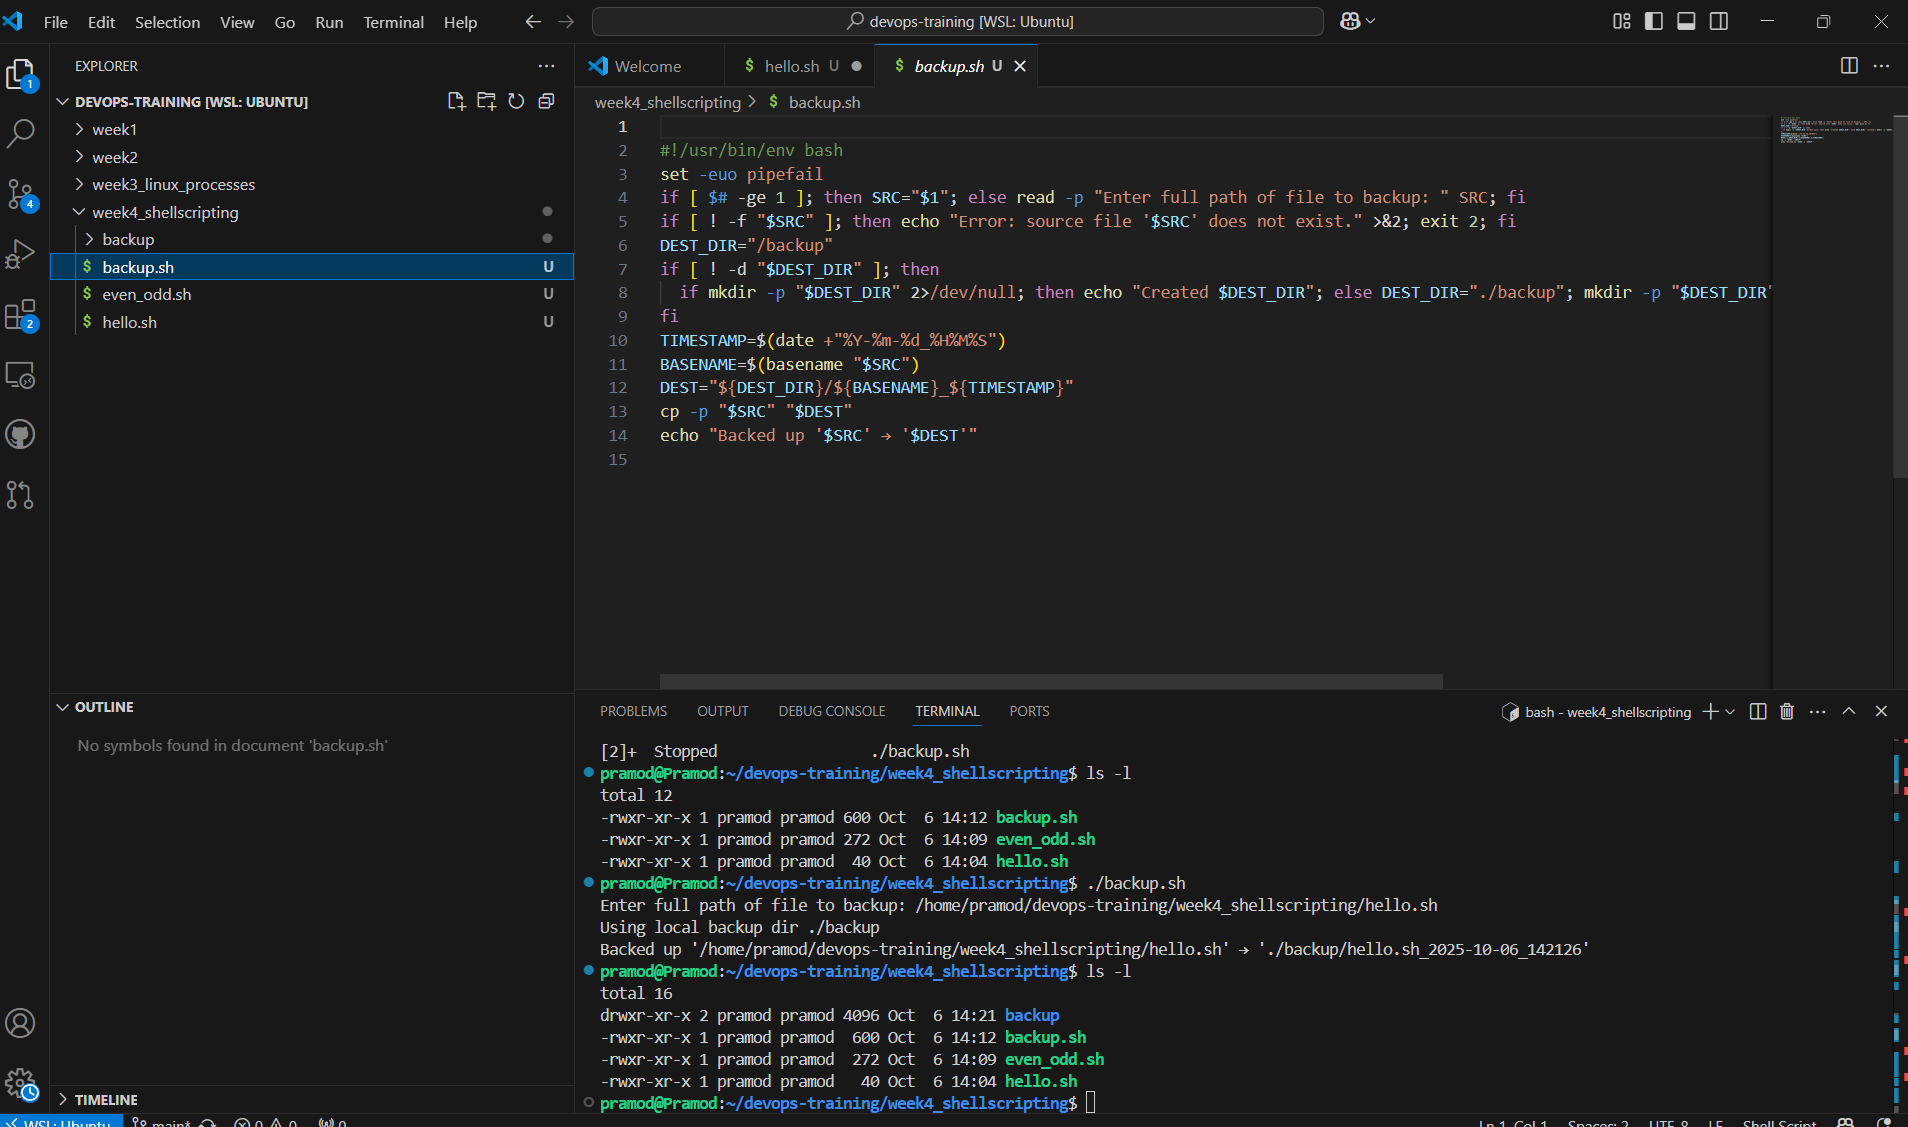 File Edit Selection View Go Run Terminal Help
devops-training [WSL: Ubuntu]
EXPLORER
DEVOPS-TRAINING [WSL: UBUNTU]
week1
week2
week3_linux_processes
week4_shellscripting
backup
backup.sh U
even_odd.sh U
hello.sh U
1
4
2
OUTLINE
No symbols found in document 'backup.sh'
TIMELINE
Welcome
$ hello.sh U
$ backup.sh U
week4_shellscripting > $ backup.sh
1
2 #!/usr/bin/env bash
3 set -euo pipefail
4 if [ $# -ge 1 ]; then SRC="$1"; else read -p "Enter full path of file to backup: " SRC; fi
5 if [ ! -f "$SRC" ]; then echo "Error: source file '$SRC' does not exist." >&2; exit 2; fi
6 DEST_DIR="/backup"
7 if [ ! -d "$DEST_DIR" ]; then
8 if mkdir -p "$DEST_DIR" 2>/dev/null; then echo "Created $DEST_DIR"; else DEST_DIR="./backup"; mkdir -p "$DEST_DIR"
9 fi
10 TIMESTAMP=$(date +"%Y-%m-%d_%H%M%S")
11 BASENAME=$(basename "$SRC")
12 DEST="${DEST_DIR}/${BASENAME}_${TIMESTAMP}"
13 cp -p "$SRC" "$DEST"
14 echo "Backed up '$SRC' → '$DEST'"
15
PROBLEMS OUTPUT DEBUG CONSOLE TERMINAL PORTS
bash - week4_shellscripting
[2]+ Stopped ./backup.sh
pramod@Pramod:~/devops-training/week4_shellscripting$ ls -l
total 12
-rwxr-xr-x 1 pramod pramod 600 Oct 6 14:12 backup.sh
-rwxr-xr-x 1 pramod pramod 272 Oct 6 14:09 even_odd.sh
-rwxr-xr-x 1 pramod pramod 40 Oct 6 14:04 hello.sh
pramod@Pramod:~/devops-training/week4_shellscripting$ ./backup.sh
Enter full path of file to backup: /home/pramod/devops-training/week4_shellscripting/hello.sh
Using local backup dir ./backup
Backed up '/home/pramod/devops-training/week4_shellscripting/hello.sh' → './backup/hello.sh_2025-10-06_142126'
pramod@Pramod:~/devops-training/week4_shellscripting$ ls -l
total 16
drwxr-xr-x 2 pramod pramod 4096 Oct 6 14:21 backup
-rwxr-xr-x 1 pramod pramod 600 Oct 6 14:12 backup.sh
-rwxr-xr-x 1 pramod pramod 272 Oct 6 14:09 even_odd.sh
-rwxr-xr-x 1 pramod pramod 40 Oct 6 14:04 hello.sh
pramod@Pramod:~/devops-training/week4_shellscripting$
WSL: Ubuntu main* 0 0 0 Ln 1, Col 1 Spaces: 2 UTF-8 LF Shell Script